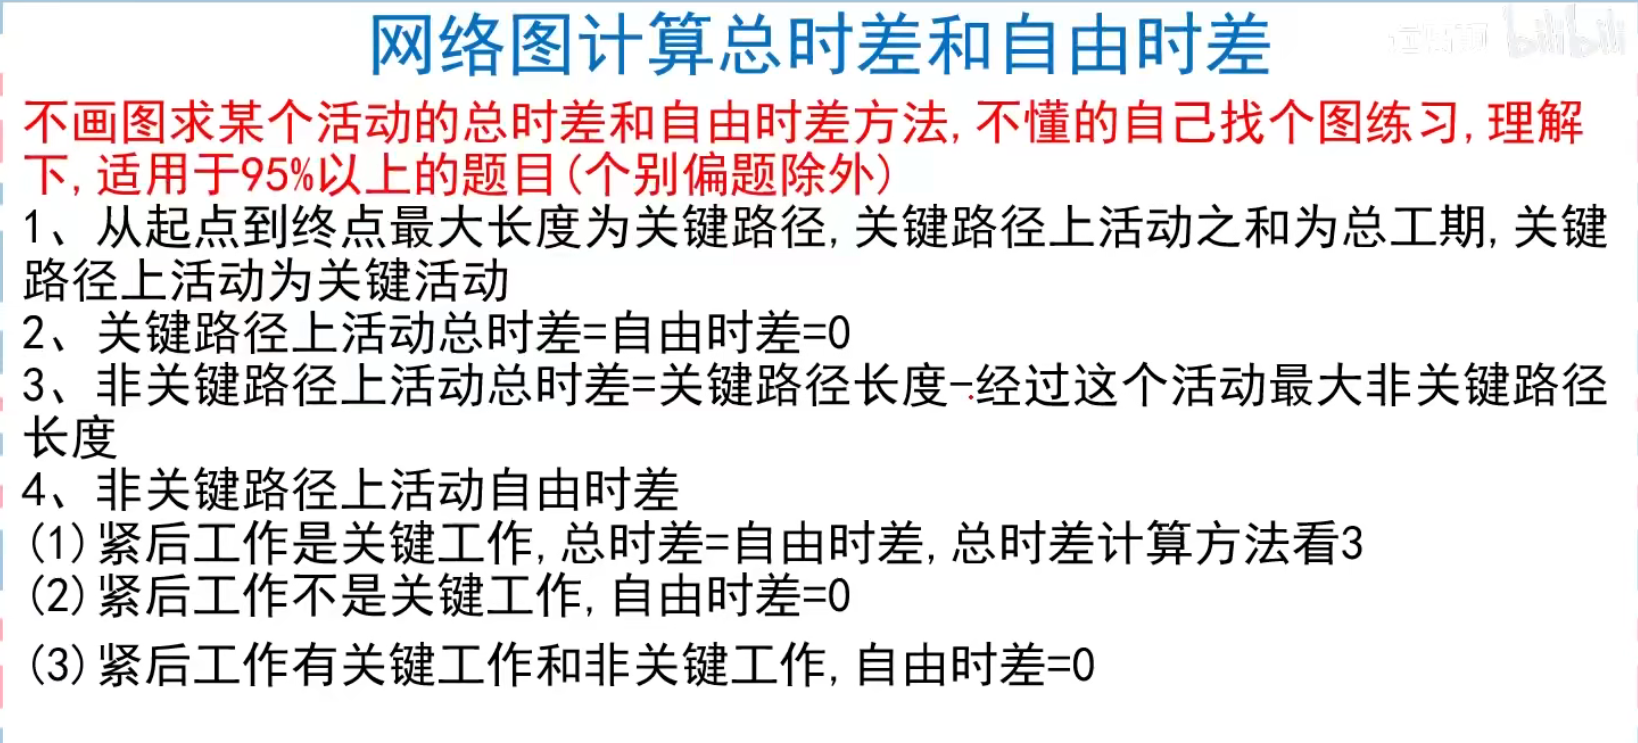 网络图计算总时差和自由时差
bilibili
不画图求某个活动的总时差和自由时差方法,不懂的自己找个图练习,理解
下,适用于95%以上的题目(个别偏题除外)
1、从起点到终点最大长度为关键路径,关键路径上活动之和为总工期,关键
路径上活动为关键活动
2、关键路径上活动总时差=自由时差=0
3、非关键路径上活动总时差=关键路径长度-经过这个活动最大非关键路径
长度
4、非关键路径上活动自由时差
(1)紧后工作是关键工作,总时差=自由时差,总时差计算方法看3
(2)紧后工作不是关键工作,自由时差=0
(3)紧后工作有关键工作和非关键工作,自由时差=0